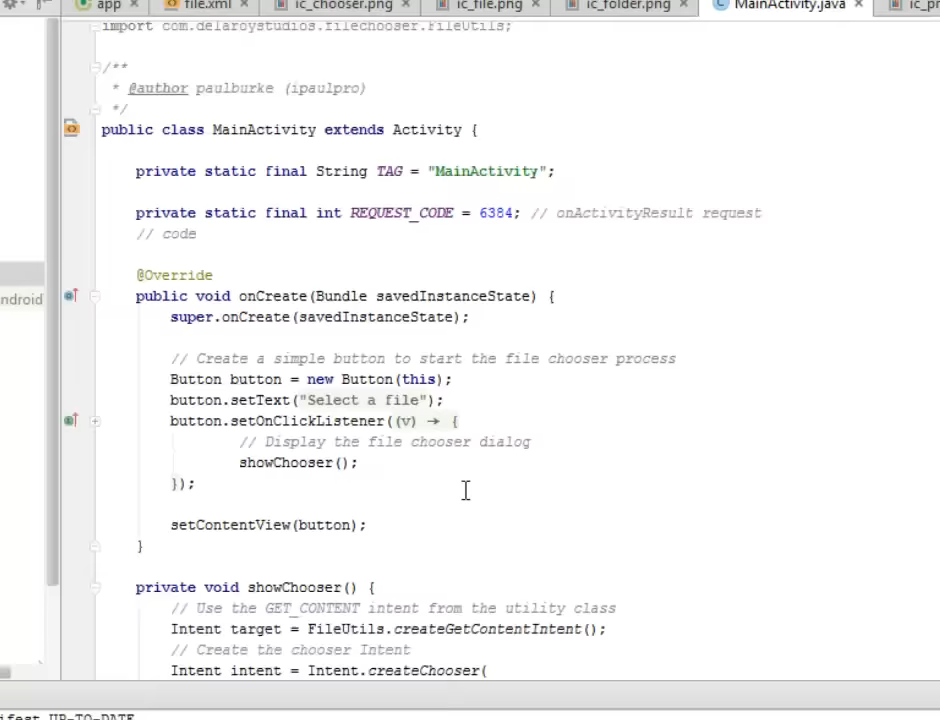 app file.xml ic_chooser.png ic_file.png ic_folder.png MainActivity.java
import com.delaroystudios.filechooser.FileUtils;
/**
* @author paulburke (ipaulpro)
*/
public class MainActivity extends Activity {
private static final String TAG = "MainActivity";
private static final int REQUEST_CODE = 6384; // onActivityResult request
// code
@Override
public void onCreate(Bundle savedInstanceState) {
ndroid
super.onCreate(savedInstanceState);
// Create a simple button to start the file chooser process
Button button = new Button(this);
button.setText("Select a file");
button.setOnClickListener((v) → {
// Display the file chooser dialog
showChooser();
});
setContentView(button);
}
private void showChooser() {
// Use the GET_CONTENT intent from the utility class
Intent target = FileUtils.createGetContentIntent();
// Create the chooser Intent
Intent intent = Intent.createChooser(
ifest UP-TO-DATE